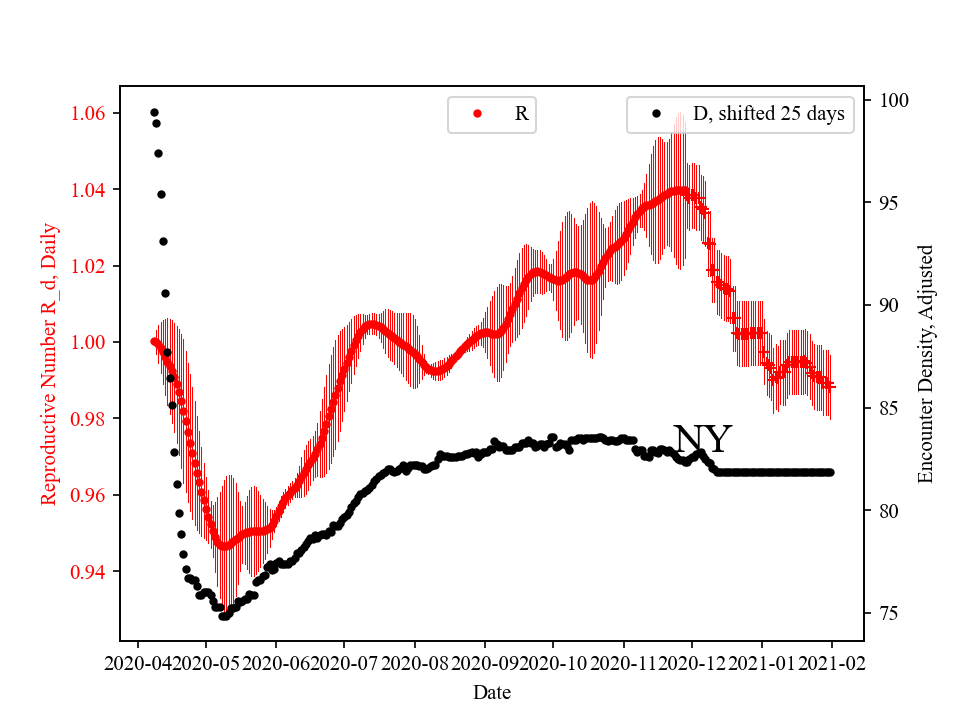 R
D, shifted 25 days
1.06
1.04
1.02
1.00
0.98
0.96
0.94
Reproductive Number R_d, Daily
100
95
90
85
80
75
Encounter Density, Adjusted
NY
2020-04 2020-05 2020-06 2020-07 2020-08 2020-09 2020-10 2020-11 2020-12 2021-01 2021-02
Date